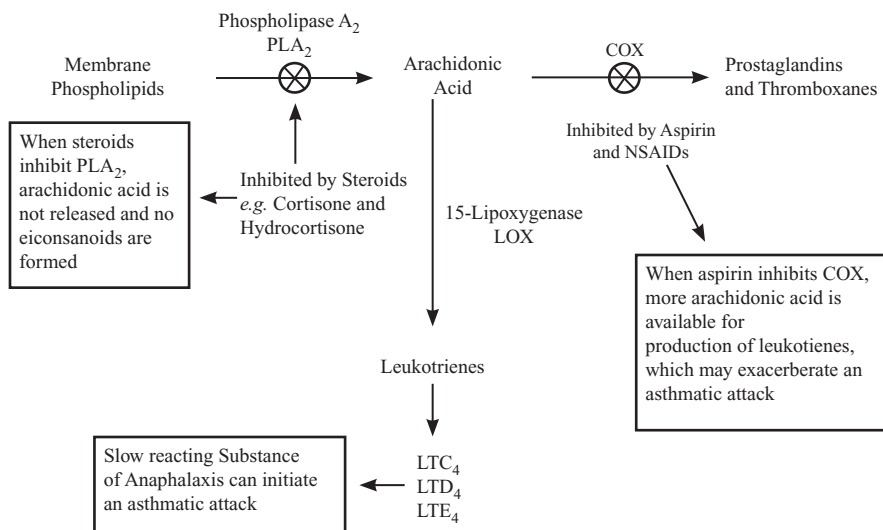 Phospholipase A₂
PLA₂
Membrane
Phospholipids
Arachidonic
Acid
COX
Prostaglandins
and Thromboxanes
When steroids
inhibit PLA₂,
arachidonic acid is
not released and no
eiconsanoids are
formed
Inhibited by Steroids
e.g. Cortisone and
Hydrocortisone
Inhibited by Aspirin
and NSAIDs
15-Lipoxygenase
LOX
When aspirin inhibits COX,
more arachidonic acid is
available for
production of leukotienes,
which may exacerberate an
asthmatic attack
Leukotrienes
Slow reacting Substance
of Anaphalaxis can initiate
an asthmatic attack
LTC₄
LTD₄
LTE₄